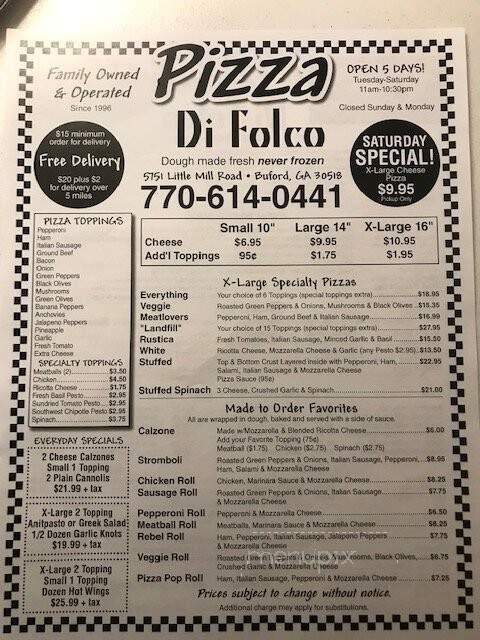 Family Owned
& Operated
Since 1996
Pizza
Di Folco
OPEN 5 DAYS!
Tuesday-Saturday
11am-10:30pm
Closed Sunday & Monday
$15 minimum
order for delivery
Free Delivery
$20 plus $2
for delivery over
5 miles
Dough made fresh never frozen
5751 Little Mill Road • Buford, GA 30518
770-614-0441
SATURDAY
SPECIAL!
X-Large Cheese
Pizza
$9.95
Pickup Only
Small 10" Large 14" X-Large 16"
Cheese $6.95 $9.95 $10.95
Add'l Toppings 95¢ $1.75 $1.95
PIZZA TOPPINGS
Pepperoni
Ham
Italian Sausage
Ground Beef
Bacon
Onion
Green Peppers
Black Olives
Mushrooms
Green Olives
Banana Peppers
Anchovies
Jalapeno Peppers
Pineapple
Garlic
Fresh Tomato
Extra Cheese
SPECIALTY TOPPINGS
Meatballs (2) $3.50
Chicken $4.50
Ricotta Cheese $1.75
Fresh Basil Pesto $2.95
Sundried Tomato Pesto $2.95
Southwest Chipotle Pesto $2.95
Spinach $3.75
EVERYDAY SPECIALS
2 Cheese Calzones
Small 1 Topping
2 Plain Cannolis
$21.99 + tax
X-Large 2 Topping
Anitpasto or Greek Salad
1/2 Dozen Garlic Knots
$19.99 + tax
X-Large 2 Topping
Small 1 Topping
Dozen Hot Wings
$25.99 + tax
X-Large Specialty Pizzas
Everything Your choice of 6 Toppings (special toppings extra) $16.95
Veggie Roasted Green Peppers & Onions, Mushrooms & Black Olives $15.35
Meatlovers Pepperoni, Ham, Ground Beef & Italian Sausage $16.99
"Landfill" Your choice of 15 Toppings (special toppings extra) $27.95
Rustica Fresh Tomatoes, Italian Sausage, Minced Garlic & Basil $15.50
White Ricotta Cheese, Mozzarella Cheese & Garlic (any Pesto $2.95) $13.50
Stuffed Top & Bottom Crust Layered inside with Pepperoni, Ham, $22.95
Salami, Italian Sausage & Mozzarella Cheese
Pizza Sauce (95¢)
Stuffed Spinach 3 Cheese, Crushed Garlic & Spinach $21.00
Made to Order Favorites
All are wrapped in dough, baked and served with a side of sauce.
Calzone Made w/Mozzarella & Blended Ricotta Cheese $6.00
Add your Favorite Topping (75¢)
Meatball ($1.75) Chicken ($2.75) Spinach ($2.75)
Stromboli Roasted Green Peppers & Onions, Italian Sausage, Pepperoni, $8.95
Ham, Salami & Mozzarella Cheese
Chicken Roll Chicken, Marinara Sauce & Mozzarella Cheese $8.25
Sausage Roll Roasted Green Peppers & Onions, Italian Sausage $7.75
& Mozzarella Cheese
Pepperoni Roll Pepperoni & Mozzarella Cheese $6.50
Meatball Roll Meatballs, Marinara Sauce & Mozzarella Cheese $8.25
Rebel Roll Ham, Pepperoni, Italian Sausage, Jalapeno Peppers $7.75
& Mozzarella Cheese
Veggie Roll Roasted Green Black Olives, $6.75
Crushed Garlic & Mozzarella Cheese
Pizza Pop Roll Ham, Italian Sausage, Pepperoni & Mozzarella Cheese $7.25
Prices subject to change without notice.
Additional charge may apply for substitutions.